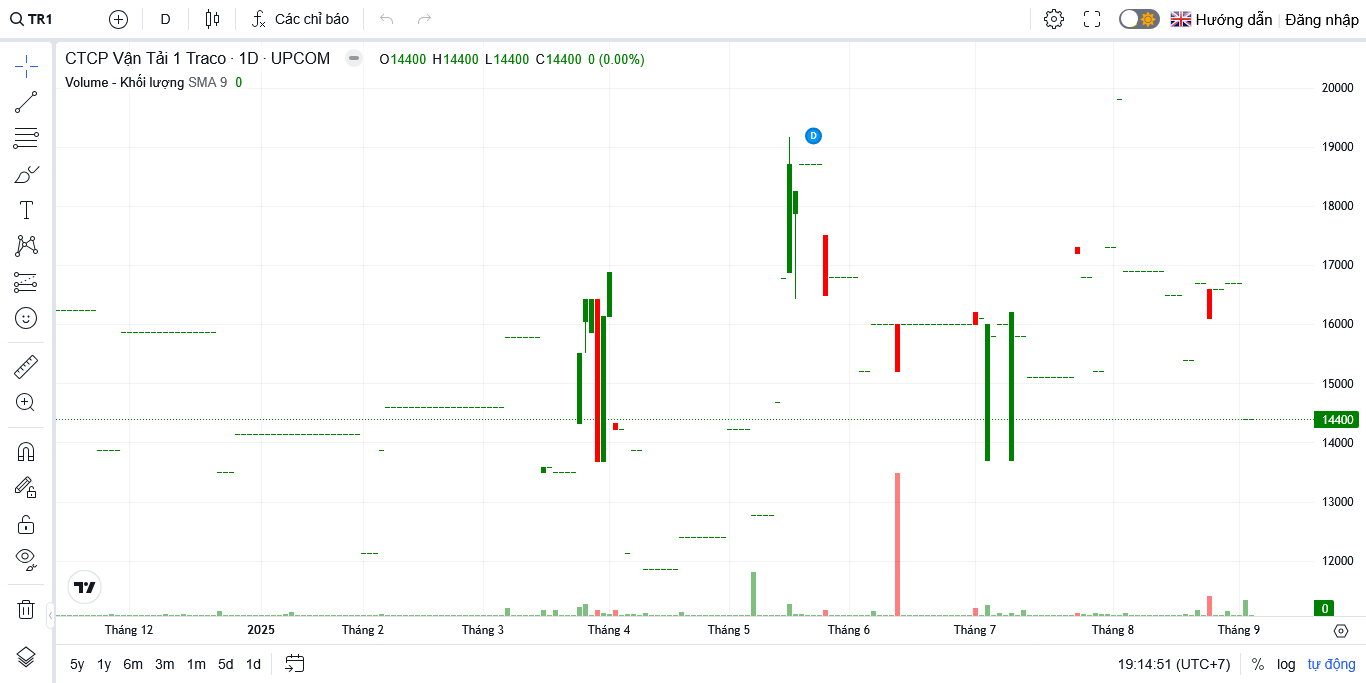 TR1 D Các chỉ báo Hướng dẫn Đăng nhập
CTCP Vận Tải 1 Traco · 1D · UPCOM O14400 H14400 L14400 C14400 0 (0.00%)
Volume - Khối lượng SMA 9 0
D
20000
19000
18000
17000
16000
15000
14400
14000
13000
12000
0
Tháng 12 2025 Tháng 2 Tháng 3 Tháng 4 Tháng 5 Tháng 6 Tháng 7 Tháng 8 Tháng 9
5y 1y 6m 3m 1m 5d 1d 19:14:51 (UTC+7) % log tự động